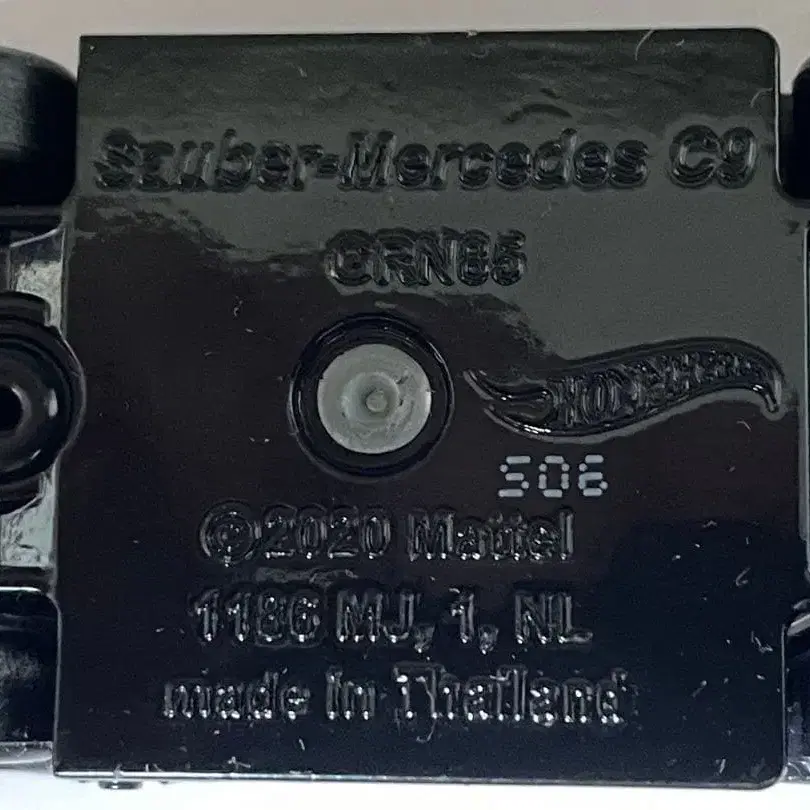 Sauber-Mercedes C9
GRN85
HOT WHEELS
S06
©2020 Mattel
1186 MJ, 1, NL
made in Thailand